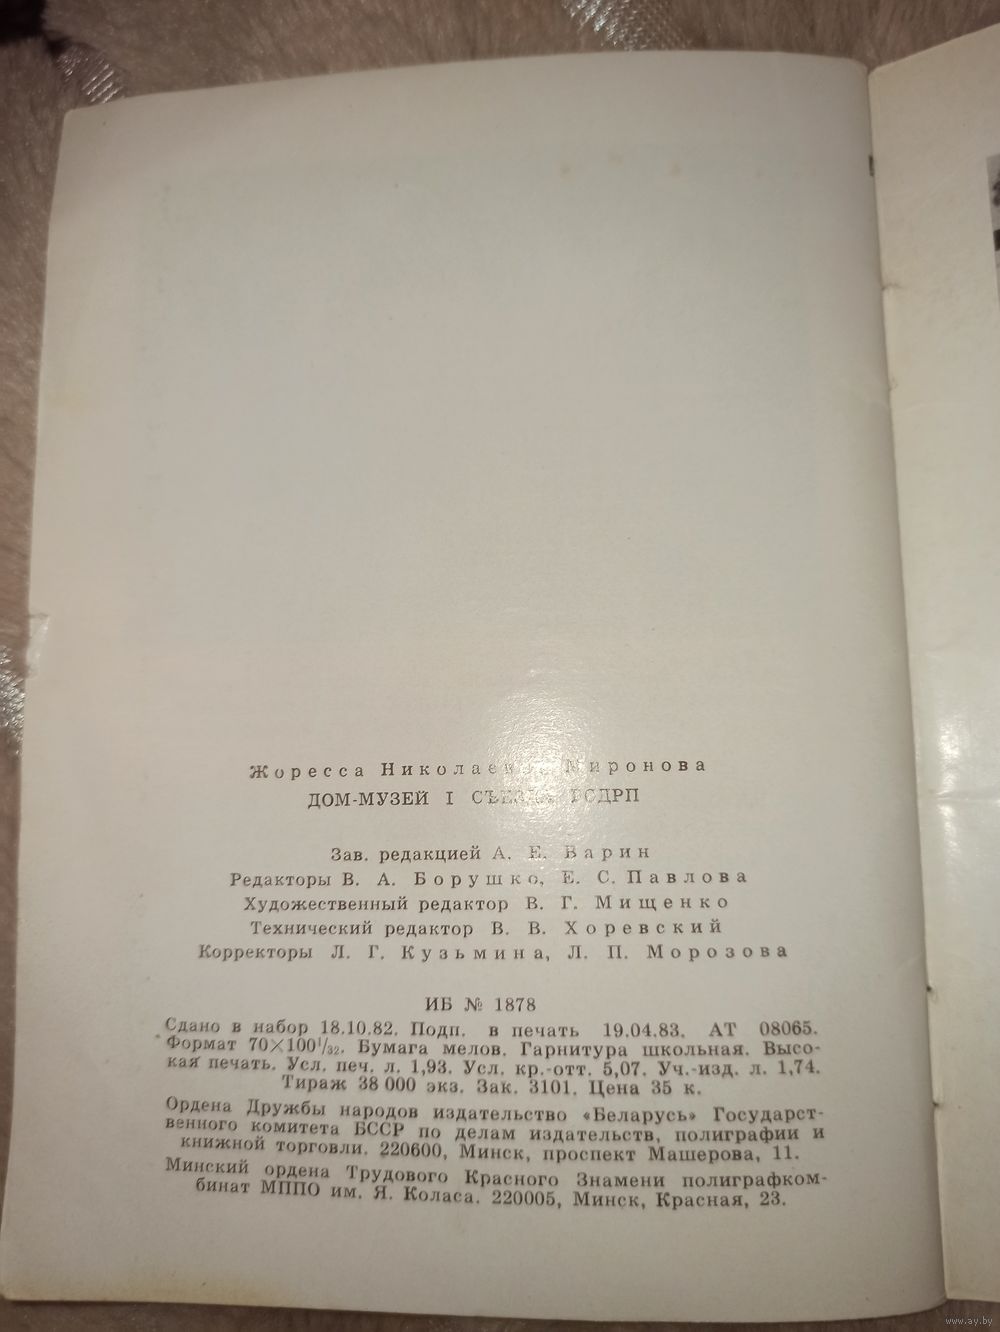 Жоресса Николаевна Миронова
ДОМ-МУЗЕЙ I СЪЕЗДА РСДРП
Зав. редакцией А. Е. Варин
Редакторы В. А. Борушко, Е. С. Павлова
Художественный редактор В. Г. Мищенко
Технический редактор В. В. Хоревский
Корректоры Л. Г. Кузьмина, Л. П. Морозова
ИБ № 1878
Сдано в набор 18.10.82. Подп. в печать 19.04.83. АТ 08065.
Формат 70×100¹/₃₂. Бумага мелов. Гарнитура школьная. Высо-
кая печать. Усл. печ. л. 1,93. Усл. кр.-отт. 5,07. Уч.-изд. л. 1,74.
Тираж 38 000 экз. Зак. 3101. Цена 35 к.
Ордена Дружбы народов издательство «Беларусь» Государст-
венного комитета БССР по делам издательств, полиграфии и
книжной торговли. 220600, Минск, проспект Машерова, 11.
Минский ордена Трудового Красного Знамени полиграфком-
бинат МППО им. Я. Коласа. 220005, Минск, Красная, 23.
www.ay.by